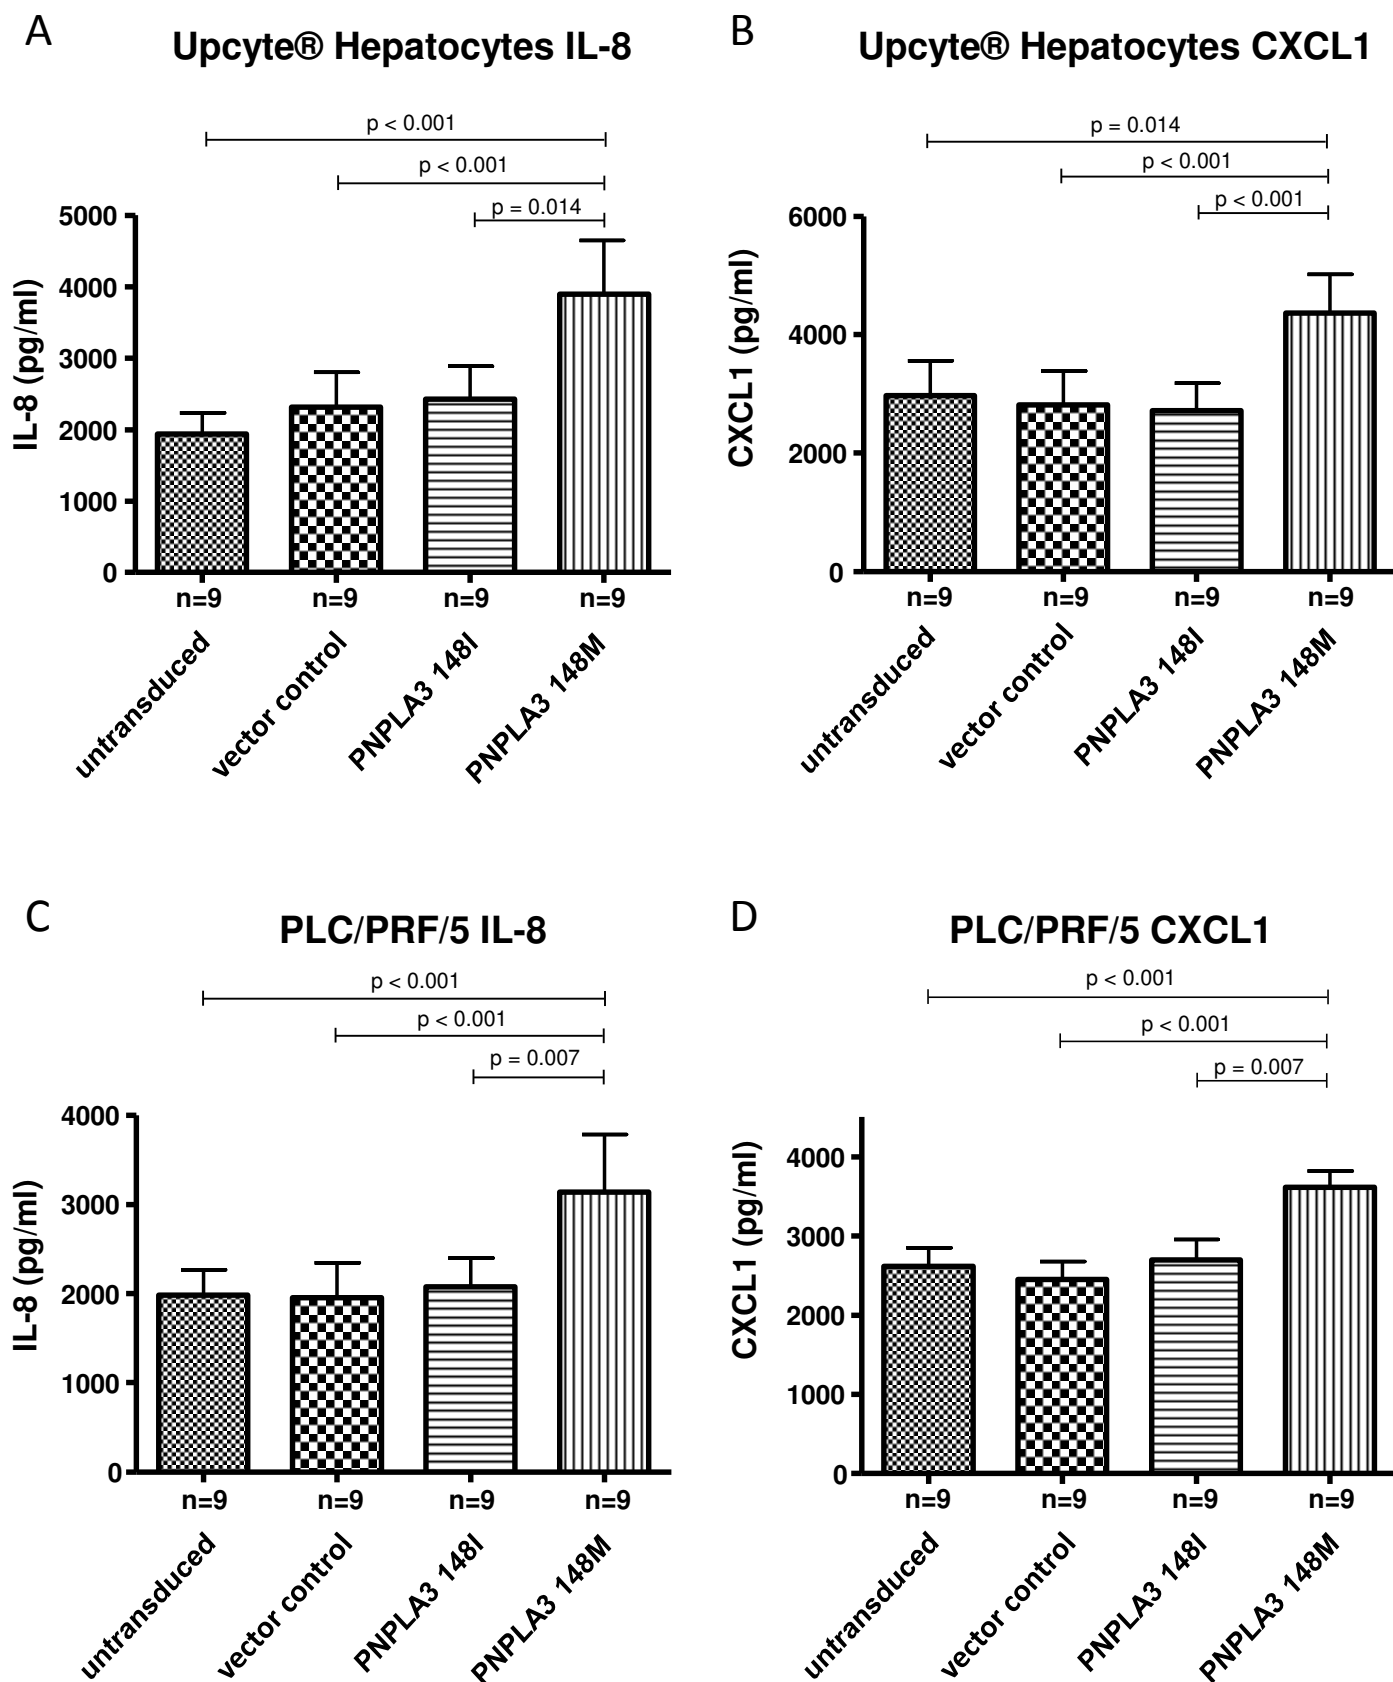 A
Upcyte® Hepatocytes IL-8
p < 0.001
p < 0.001
p = 0.014
IL-8 (pg/ml)
5000
4000
3000
2000
1000
0
n=9 n=9 n=9 n=9
untransduced
vector control
PNPLA3 148I
PNPLA3 148M
B
Upcyte® Hepatocytes CXCL1
p = 0.014
p < 0.001
p < 0.001
CXCL1 (pg/ml)
6000
4000
2000
0
n=9 n=9 n=9 n=9
untransduced
vector control
PNPLA3 148I
PNPLA3 148M
C
PLC/PRF/5 IL-8
p < 0.001
p < 0.001
p = 0.007
IL-8 (pg/ml)
4000
3000
2000
1000
0
n=9 n=9 n=9 n=9
untransduced
vector control
PNPLA3 148I
PNPLA3 148M
D
PLC/PRF/5 CXCL1
p < 0.001
p < 0.001
p = 0.007
CXCL1 (pg/ml)
4000
3000
2000
1000
0
n=9 n=9 n=9 n=9
untransduced
vector control
PNPLA3 148I
PNPLA3 148M